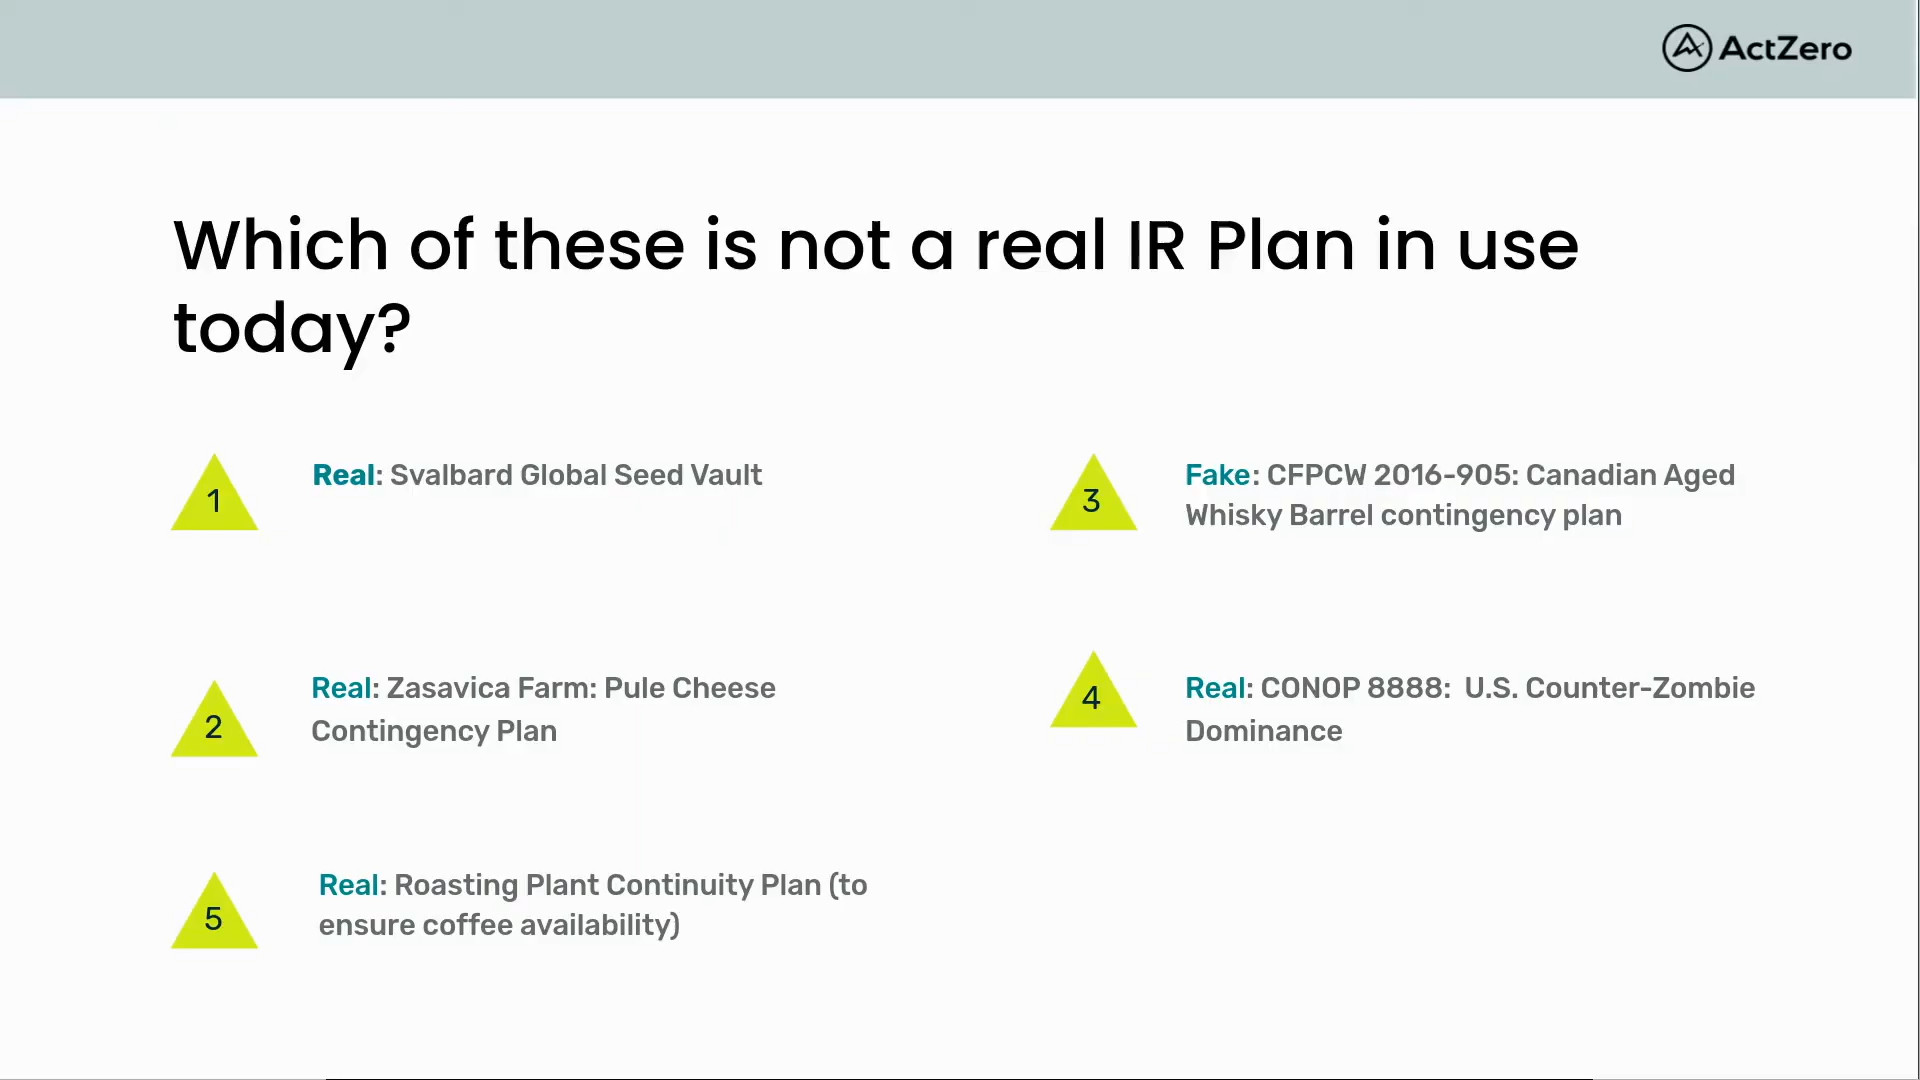 ActZero
Which of these is not a real IR Plan in use
today?
1
Real: Svalbard Global Seed Vault
2
Real: Zasavica Farm: Pule Cheese
Contingency Plan
3
Fake: CFPCW 2016-905: Canadian Aged
Whisky Barrel contingency plan
4
Real: CONOP 8888:  U.S. Counter-Zombie
Dominance
5
Real: Roasting Plant Continuity Plan (to
ensure coffee availability)